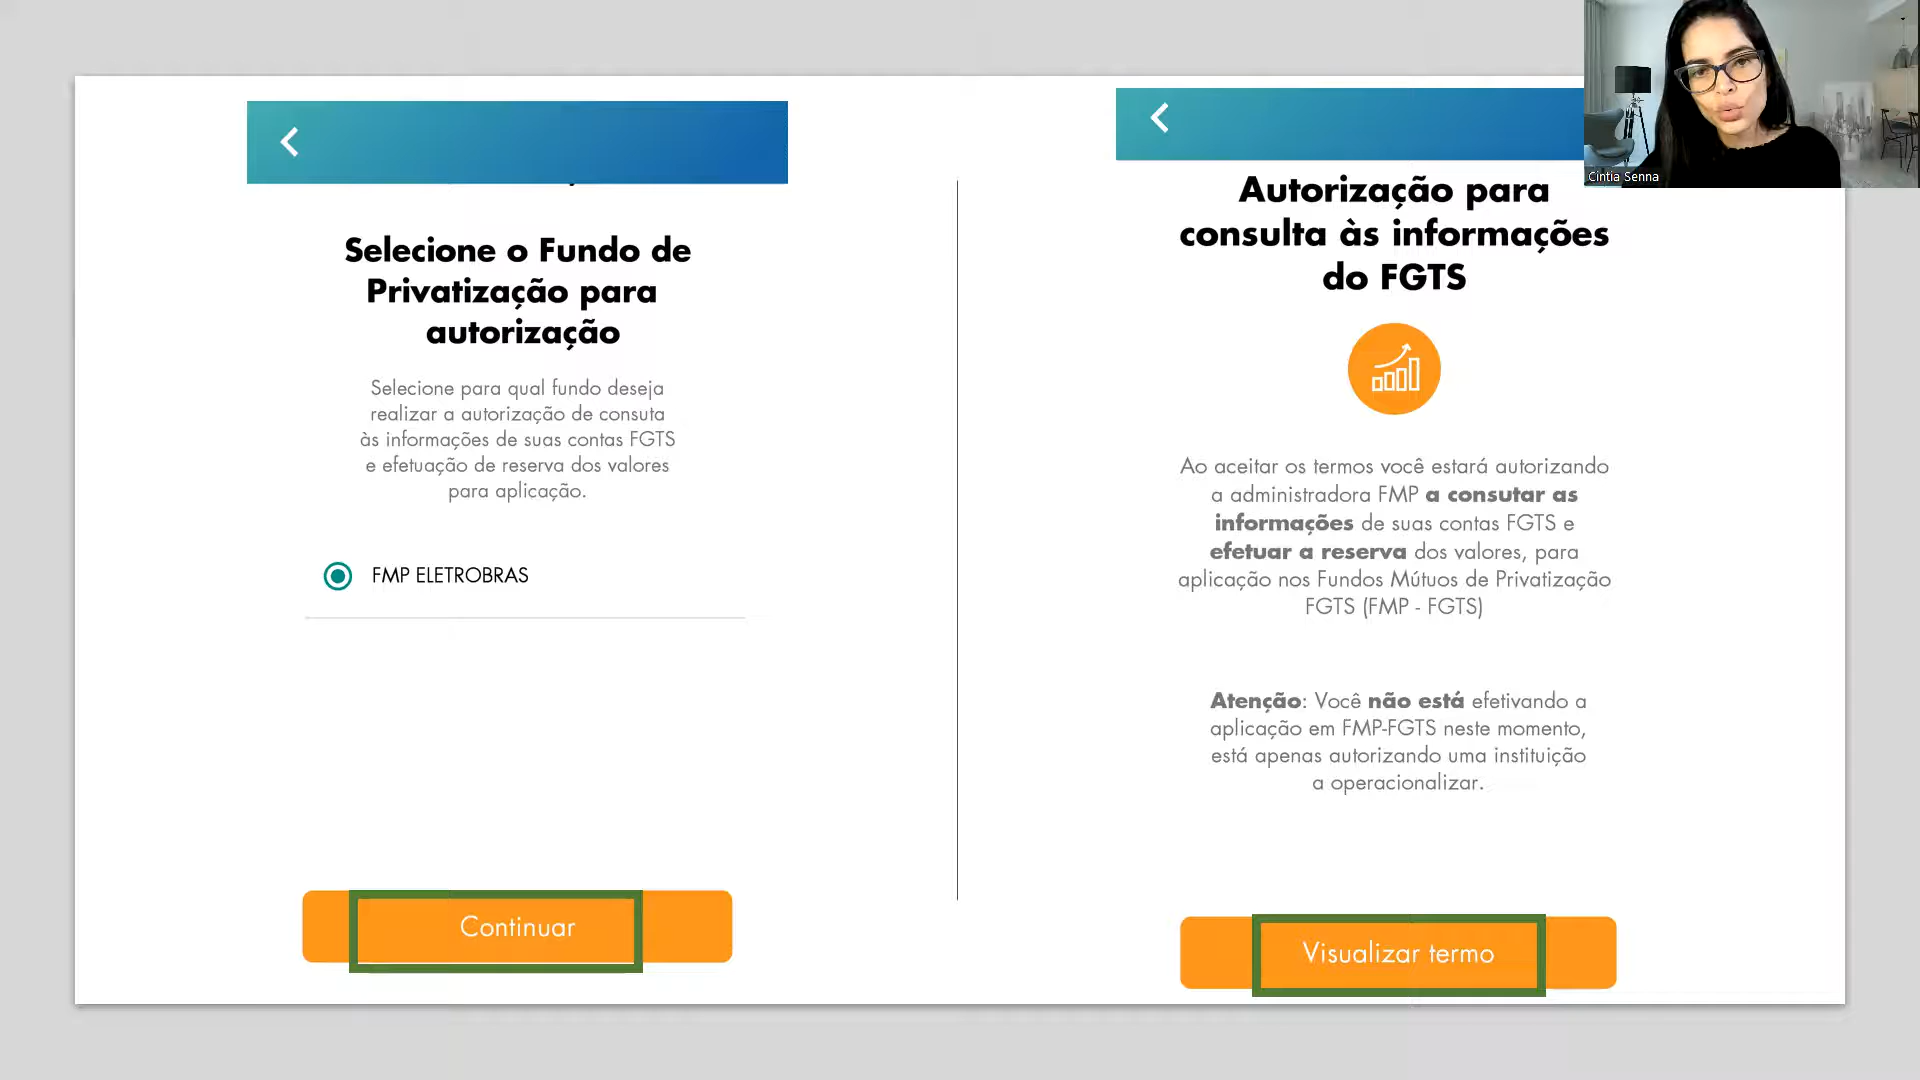 Selecione o Fundo de
Privatização para
autorização
Selecione para qual fundo deseja
realizar a autorização de consuta
às informações de suas contas FGTS
e efetuação de reserva dos valores
para aplicação.
FMP ELETROBRAS
Continuar
Autorização para
consulta às informações
do FGTS
Ao aceitar os termos você estará autorizando
a administradora FMP a consutar as
informações de suas contas FGTS e
efetuar a reserva dos valores, para
aplicação nos Fundos Mútuos de Privatização
FGTS (FMP - FGTS)
Atenção: Você não está efetivando a
aplicação em FMP-FGTS neste momento,
está apenas autorizando uma instituição
a operacionalizar.
Visualizar termo
Cíntia Senna